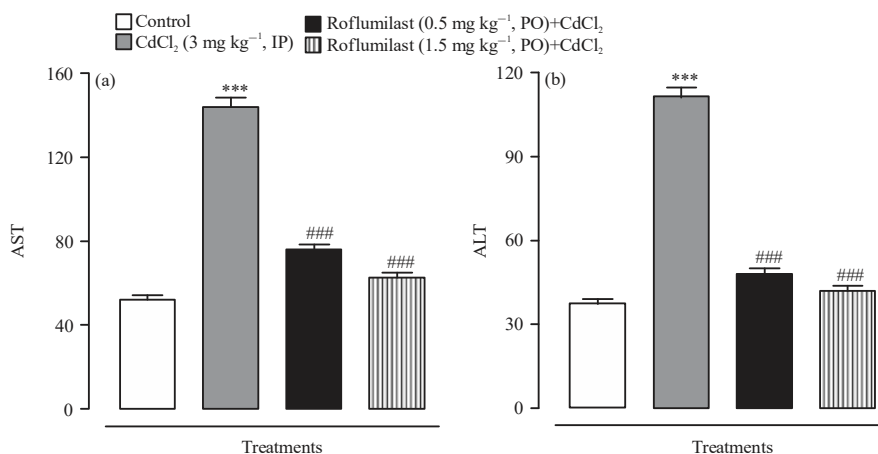 Control
CdCl₂ (3 mg kg⁻¹, IP)
Roflumilast (0.5 mg kg⁻¹, PO)+CdCl₂
Roflumilast (1.5 mg kg⁻¹, PO)+CdCl₂
(a)
160
120
80
40
0
AST
***
###
###
Treatments
(b)
120
90
60
30
0
ALT
***
###
###
Treatments